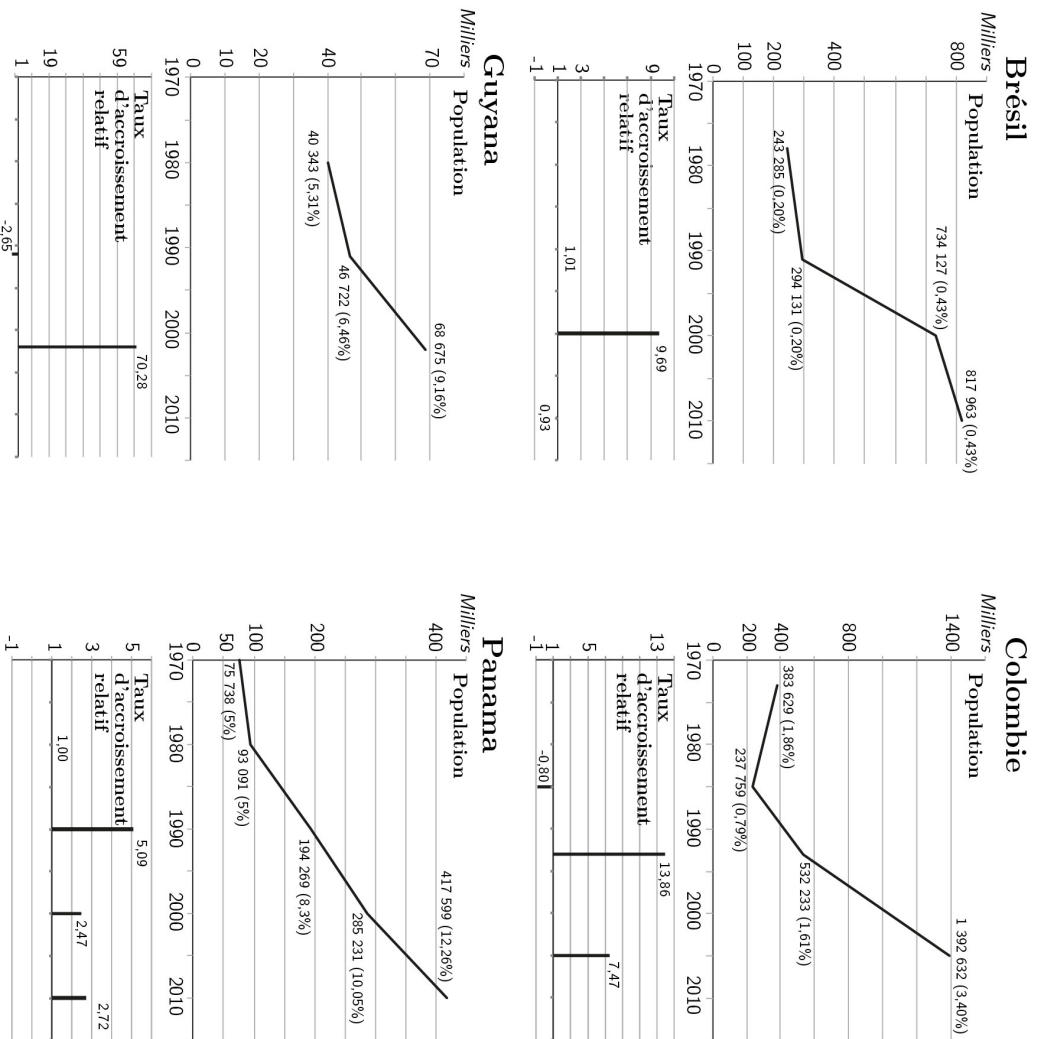 Brésil
Milliers
Population
800
400
200
100
0
243 285 (0,20%)
294 131 (0,20%)
734 127 (0,43%)
817 963 (0,43%)
1970 1980 1990 2000 2010
Taux
d'accroissement
relatif
9
3
1
-1
1,01
9,69
0,93
Colombie
Milliers
Population
1400
800
400
200
0
383 629 (1,86%)
237 759 (0,79%)
532 233 (1,61%)
1 392 632 (3,40%)
1970 1980 1990 2000 2010
Taux
d'accroissement
relatif
13
5
1
-1
-0,80
13,86
7,47
Guyana
Milliers
Population
70
40
20
10
0
40 343 (5,31%)
46 722 (6,46%)
68 675 (9,16%)
1970 1980 1990 2000 2010
Taux
d'accroissement
relatif
59
19
1
-2,65
70,28
Panama
Milliers
Population
400
200
100
50
0
75 738 (5%)
93 091 (5%)
194 269 (8,3%)
285 231 (10,05%)
417 599 (12,26%)
1970 1980 1990 2000 2010
Taux
d'accroissement
relatif
5
3
1
-1
1,00
5,09
2,47
2,72